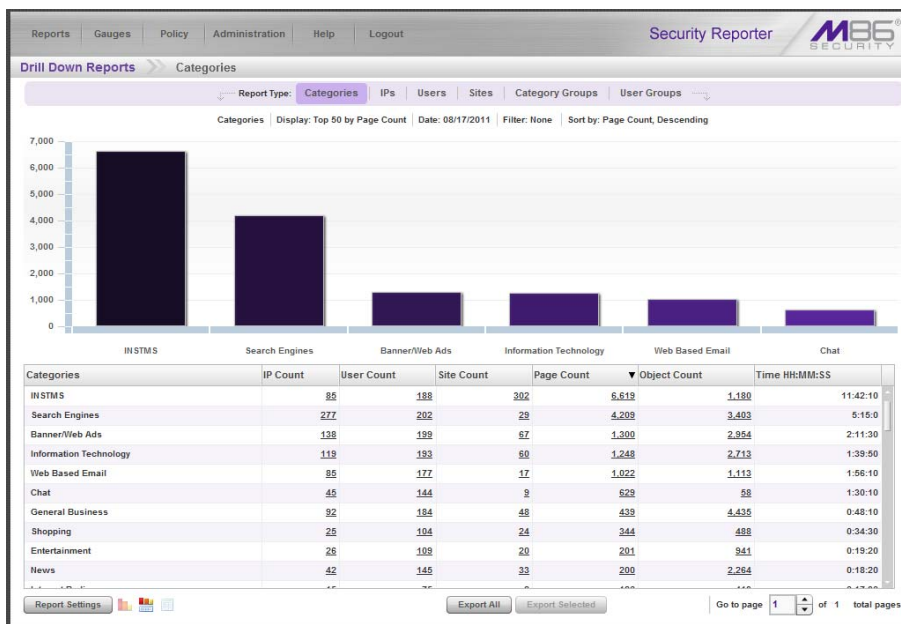 Reports Gauges Policy Administration Help Logout Security Reporter M86® SECURITY
Drill Down Reports Categories
Report Type: Categories IPs Users Sites Category Groups User Groups
Categories Display: Top 50 by Page Count Date: 08/17/2011 Filter: None Sort by: Page Count, Descending
7,000
6,000
5,000
4,000
3,000
2,000
1,000
0
INSTMS Search Engines Banner/Web Ads Information Technology Web Based Email Chat
Categories IP Count User Count Site Count Page Count ▼ Object Count Time HH:MM:SS
INSTMS 85 188 302 6,619 1,180 11:42:10
Search Engines 277 202 29 4,209 3,403 5:15:0
Banner/Web Ads 138 199 67 1,300 2,954 2:11:30
Information Technology 119 193 60 1,248 2,713 1:39:50
Web Based Email 85 177 17 1,022 1,113 1:56:10
Chat 45 144 9 629 58 1:30:10
General Business 92 184 48 439 4,435 0:48:10
Shopping 25 104 24 344 488 0:34:30
Entertainment 26 109 20 201 941 0:19:20
News 42 145 33 200 2,264 0:18:20
Report Settings Export All Export Selected Go to page 1 of 1 total pages